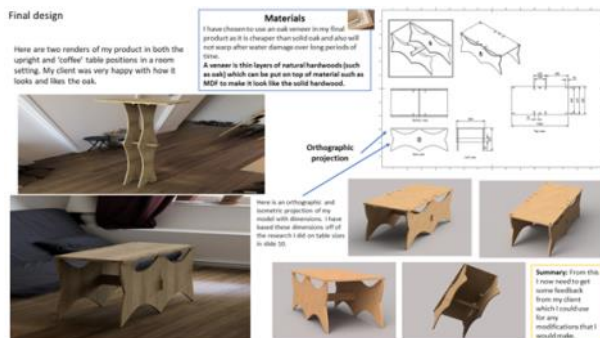 Final design
Here are two renders of my product in both the
upright and 'coffee' table positions in a room
setting. My client was very happy with how it
looks and likes the oak.
Materials
I have chosen to use an oak veneer in my final
product as it is cheaper than solid oak and also will
not warp after water damage over long periods of
time.
A veneer is thin layers of natural hardwoods (such
as oak) which can be put on top of material such as
MDF to make it look like the solid hardwood.
Orthographic
projection
Here is an orthographic and
isometric projection of my
model with dimensions. I have
based these dimensions off of
the research I did on table sizes
in slide 10.
Summary: From this
I now need to get
some feedback
from my client
which I could use
for any
modifications that I
would make.